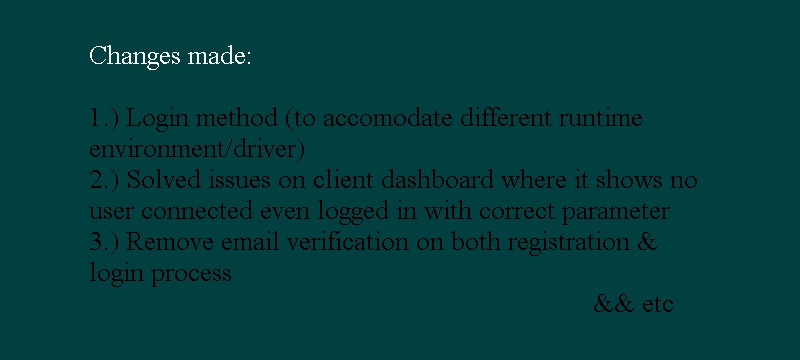 Changes made:
1.) Login method (to accomodate different runtime
environment/driver)
2.) Solved issues on client dashboard where it shows no
user connected even logged in with correct parameter
3.) Remove email verification on both registration &
login process
&& etc